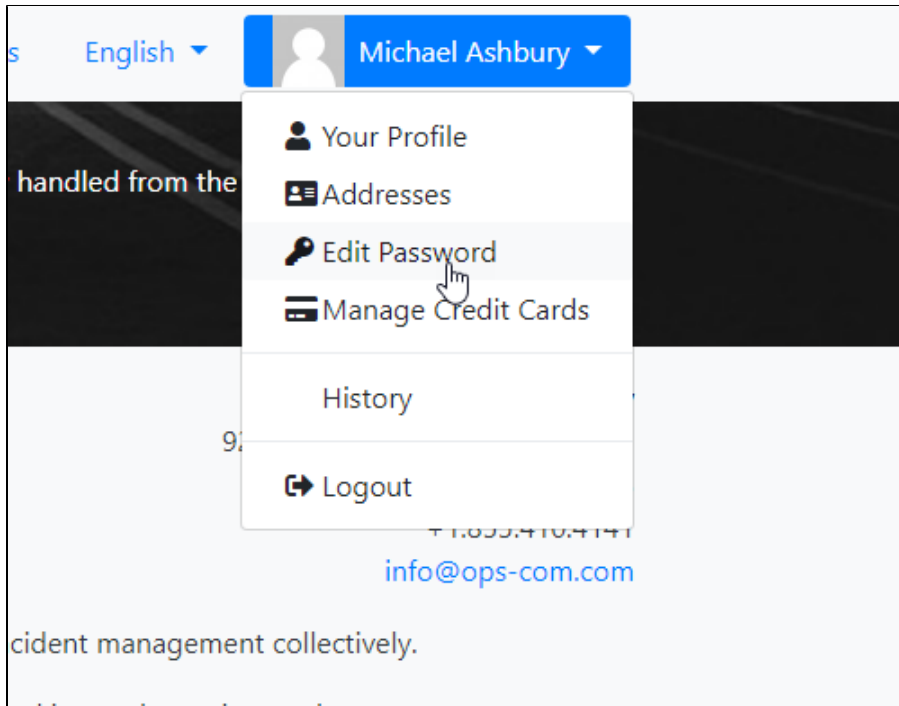 s English Michael Ashbury
Your Profile
handled from the
Addresses
Edit Password
Manage Credit Cards
History
Logout
info@ops-com.com
cident management collectively.